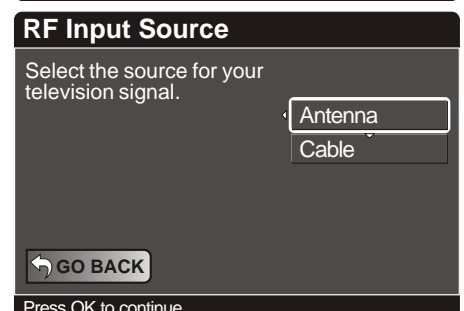 RF Input Source
Select the source for your
television signal.
Antenna
Cable
GO BACK
Press OK to continue